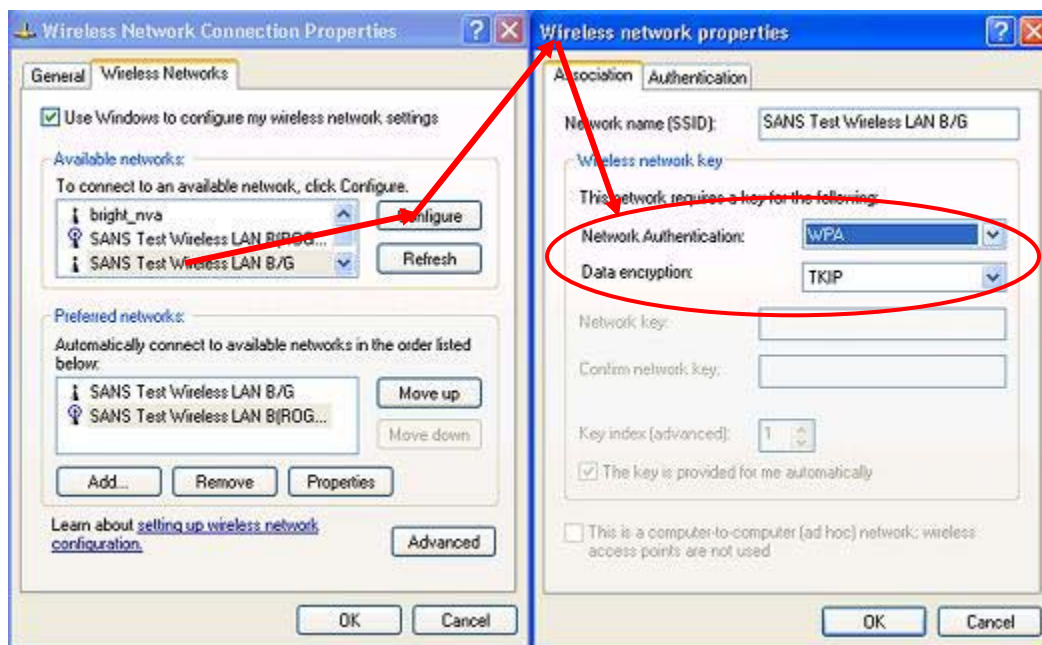 Wireless Network Connection Properties
General Wireless Networks
Use Windows to configure my wireless network settings
Available networks:
To connect to an available network, click Configure.
bright_nva
SANS Test Wireless LAN B(ROG...
SANS Test Wireless LAN B/G
Configure
Refresh
Preferred networks:
Automatically connect to available networks in the order listed
below:
SANS Test Wireless LAN B/G
SANS Test Wireless LAN B(ROG...
Move up
Move down
Add... Remove Properties
Learn about setting up wireless network
configuration.
Advanced
OK Cancel
Wireless network properties
Association Authentication
Network name (SSID): SANS Test Wireless LAN B/G
Wireless network key
This network requires a key for the following:
Network Authentication: WPA
Data encryption: TKIP
Network key:
Confirm network key:
Key index (advanced): 1
The key is provided for me automatically
This is a computer-to-computer (ad hoc) network; wireless
access points are not used
OK Cancel